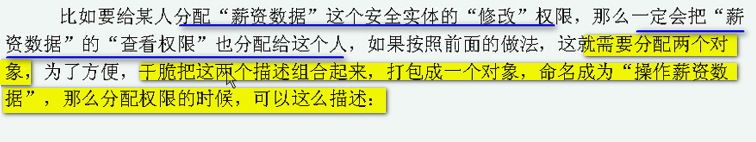 比如要给某人分配“薪资数据”这个安全实体的“修改”权限，那么一定会把“薪
资数据”的“查看权限”也分配给这个人，如果按照前面的做法，这就需要分配两个对
象，为了方便，干脆把这两个描述组合起来，打包成一个对象，命名成为“操作薪资数
据”，那么分配权限的时候，可以这么描述：